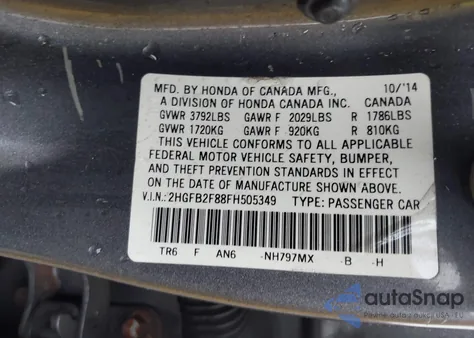 MFD. BY HONDA OF CANADA MFG., 10/'14
A DIVISION OF HONDA CANADA INC. CANADA
GVWR 3792LBS GAWR F 2029LBS R 1786LBS
GVWR 1720KG GAWR F 920KG R 810KG
THIS VEHICLE CONFORMS TO ALL APPLICABLE
FEDERAL MOTOR VEHICLE SAFETY, BUMPER,
AND THEFT PREVENTION STANDARDS IN EFFECT
ON THE DATE OF MANUFACTURE SHOWN ABOVE.
V.I.N.:2HGFB2F88FH505349 TYPE: PASSENGER CAR
TR6 F AN6 -NH797MX -B -H
autoSnap